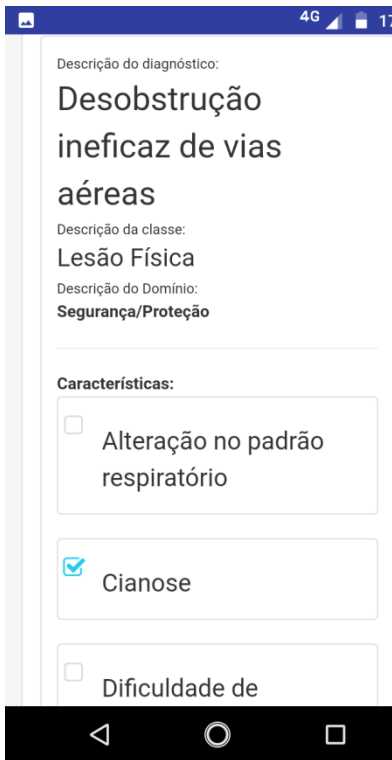 4G 17
Descrição do diagnóstico:
Desobstrução
ineficaz de vias
aéreas
Descrição da classe:
Lesão Física
Descrição do Domínio:
Segurança/Proteção
Características:
Alteração no padrão
respiratório
Cianose
Dificuldade de